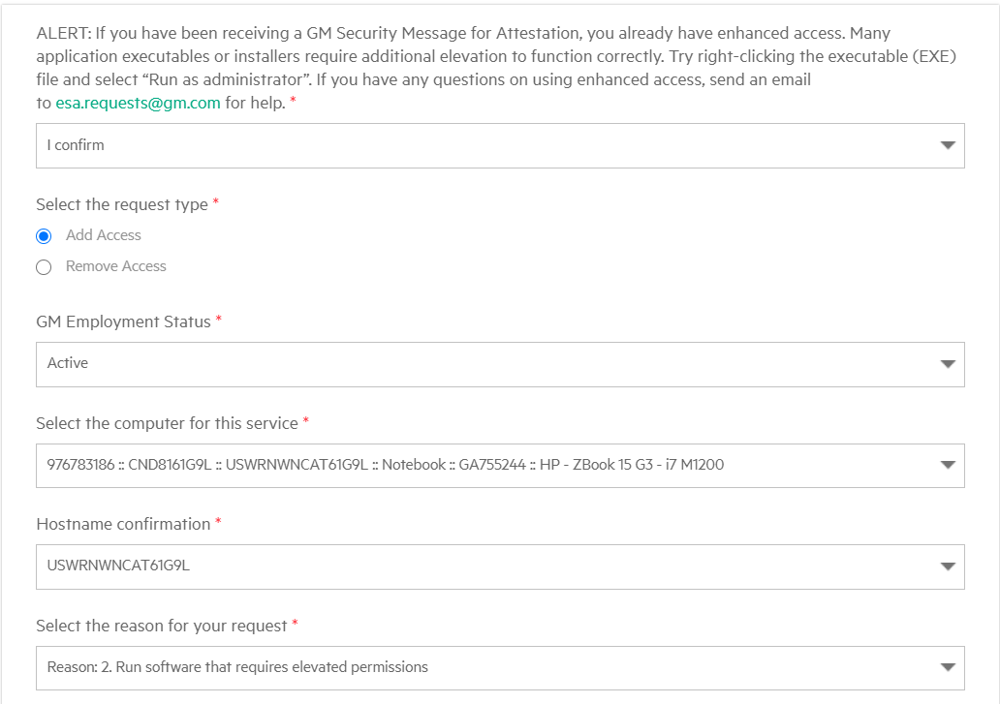 ALERT: If you have been receiving a GM Security Message for Attestation, you already have enhanced access. Many
application executables or installers require additional elevation to function correctly. Try right-clicking the executable (EXE)
file and select “Run as administrator”. If you have any questions on using enhanced access, send an email
to esa.requests@gm.com for help. *
I confirm
Select the request type *
Add Access
Remove Access
GM Employment Status *
Active
Select the computer for this service *
976783186 :: CND8161G9L :: USWRNWNCAT61G9L :: Notebook :: GA755244 :: HP - ZBook 15 G3 - i7 M1200
Hostname confirmation *
USWRNWNCAT61G9L
Select the reason for your request *
Reason: 2. Run software that requires elevated permissions